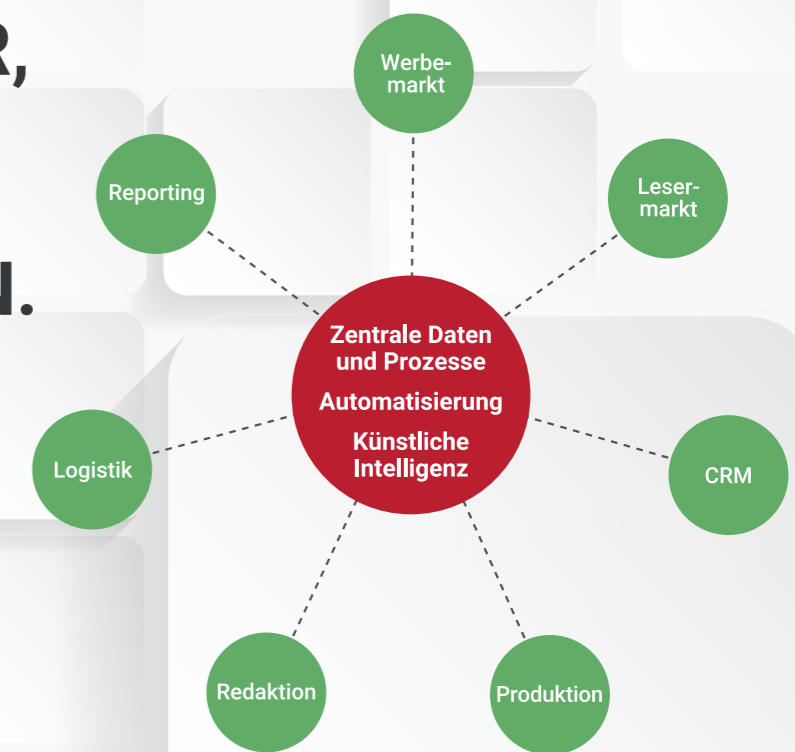 R,
N.
Werbe-
markt
Reporting
Leser-
markt
Zentrale Daten
und Prozesse
Automatisierung
Künstliche
Intelligenz
Logistik
CRM
Redaktion
Produktion